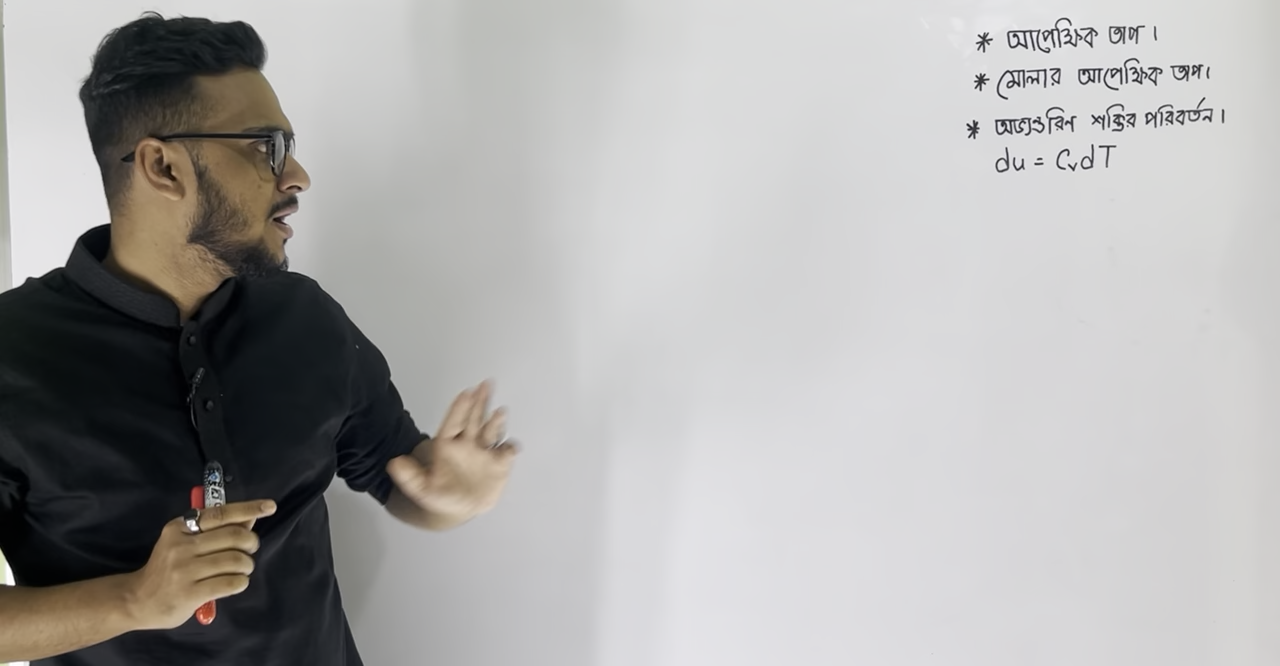 * আপেক্ষিক তাপ ।
* মোলার আপেক্ষিক তাপ।
* অভ্যন্তরিণ শক্তির পরিবর্তন।
du = CvdT